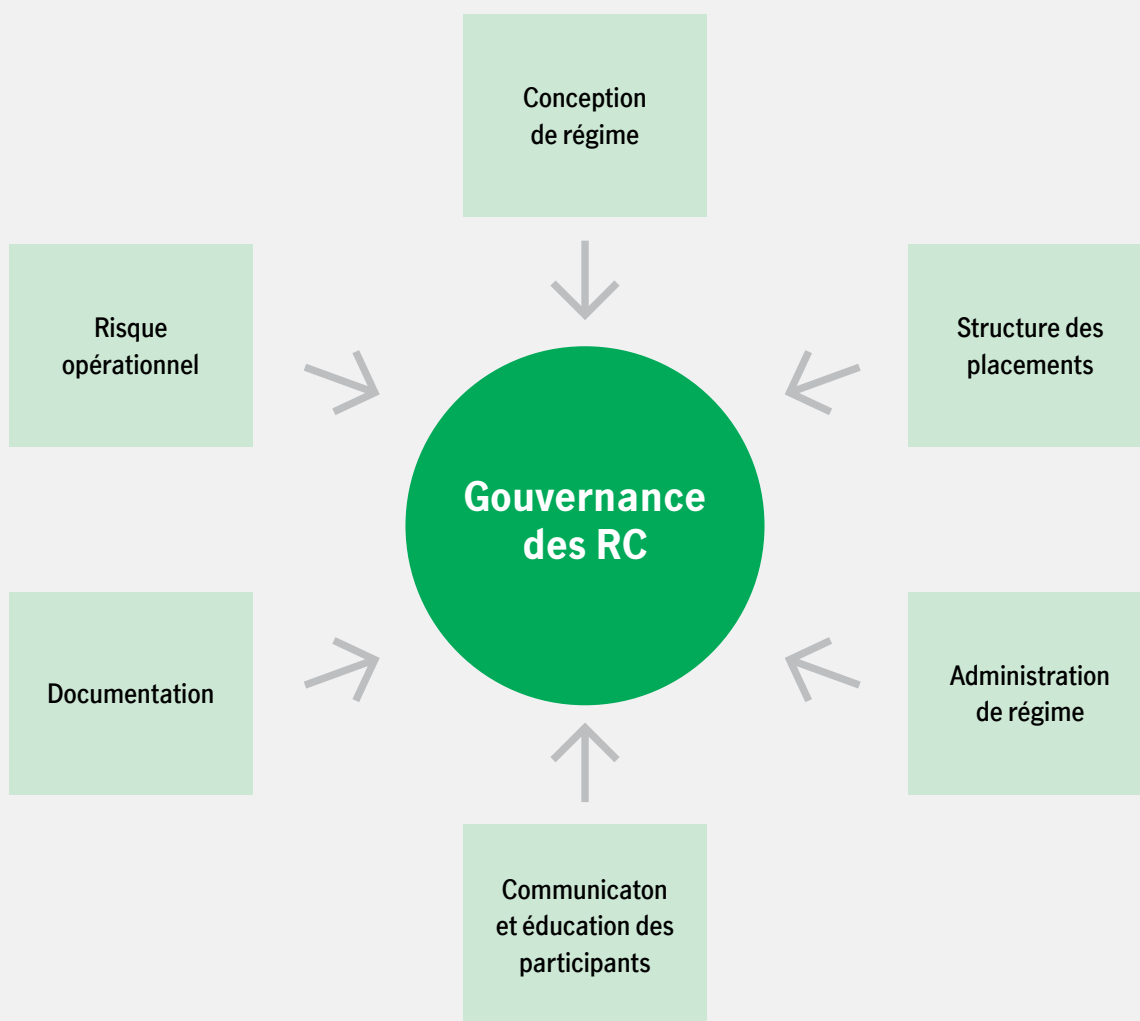 Conception
de régime
Risque
opérationnel
Structure des
placements
Gouvernance
des RC
Documentation
Administration
de régime
Communicaton
et éducation des
participants